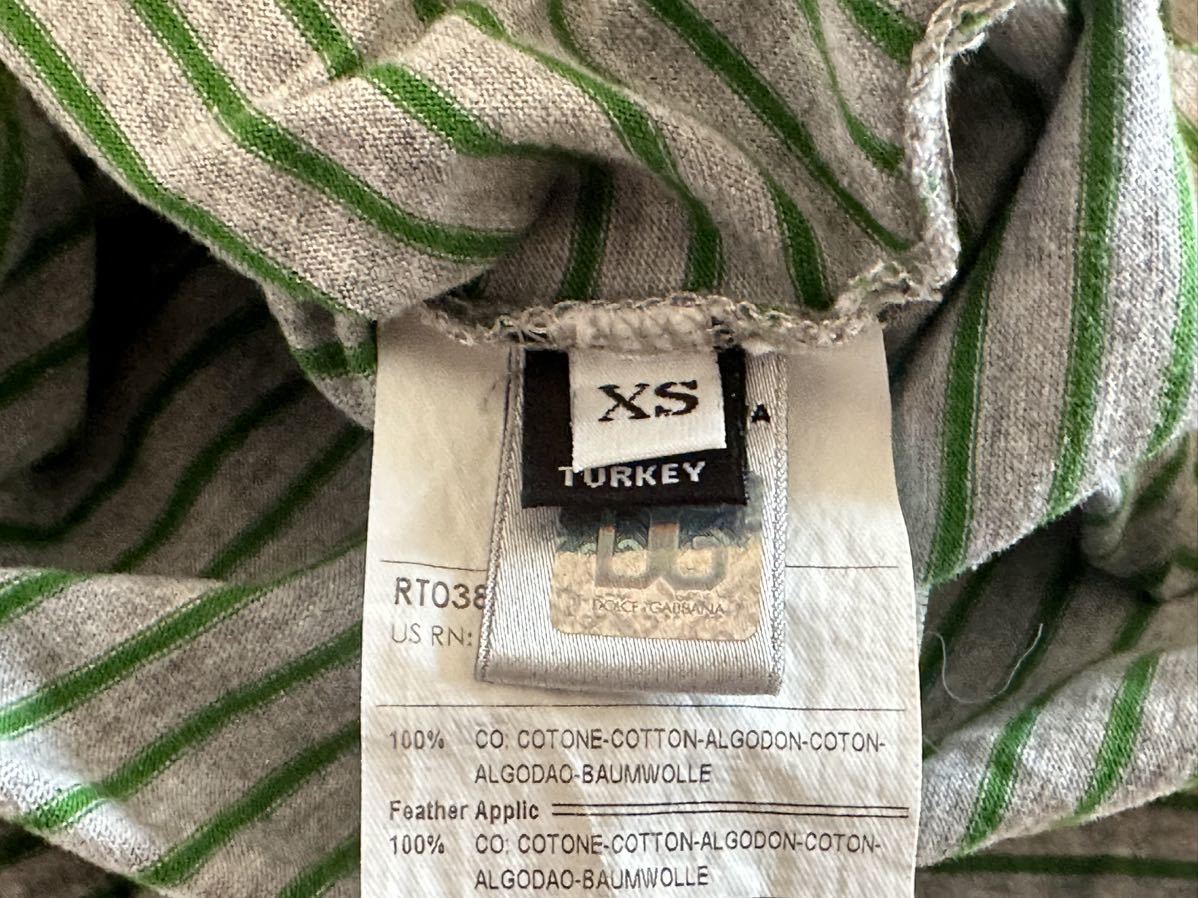 XS
A
TURKEY
DG
DOLCE & GABBANA
RT038
US RN:
100% CO: COTONE-COTTON-ALGODON-COTON-
ALGODAO-BAUMWOLLE
Feather Applic
100% CO: COTONE-COTTON-ALGODON-COTON-
ALGODAO-BAUMWOLLE